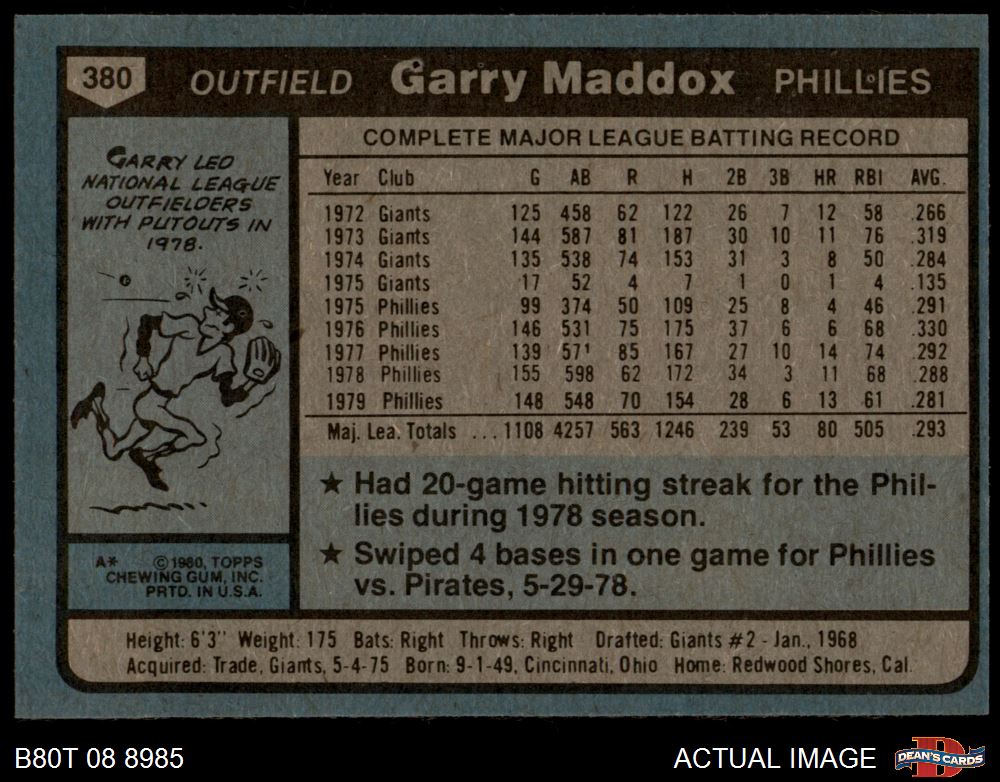 380 OUTFIELD Garry Maddox PHILLIES
GARRY LED
NATIONAL LEAGUE
OUTFIELDERS
WITH PUTOUTS IN
1978.
A* ©1980, TOPPS
CHEWING GUM, INC.
PRTD. IN U.S.A.
COMPLETE MAJOR LEAGUE BATTING RECORD
Year Club G AB R H 2B 3B HR RBI AVG.
1972 Giants 125 458 62 122 26 7 12 58 .266
1973 Giants 144 587 81 187 30 10 11 76 .319
1974 Giants 135 538 74 153 31 3 8 50 .284
1975 Giants 17 52 4 7 1 0 1 4 .135
1975 Phillies 99 374 50 109 25 8 4 46 .291
1976 Phillies 146 531 75 175 37 6 6 68 .330
1977 Phillies 139 571 85 167 27 10 14 74 .292
1978 Phillies 155 598 62 172 34 3 11 68 .288
1979 Phillies 148 548 70 154 28 6 13 61 .281
Maj. Lea. Totals ...1108 4257 563 1246 239 53 80 505 .293
★ Had 20-game hitting streak for the Phil-
lies during 1978 season.
★ Swiped 4 bases in one game for Phillies
vs. Pirates, 5-29-78.
Height: 6'3" Weight: 175 Bats: Right Throws: Right Drafted: Giants #2 - Jan., 1968
Acquired: Trade, Giants, 5-4-75 Born: 9-1-49, Cincinnati, Ohio Home: Redwood Shores, Cal.
B80T 08 8985
ACTUAL IMAGE
D
DEAN'S CARDS